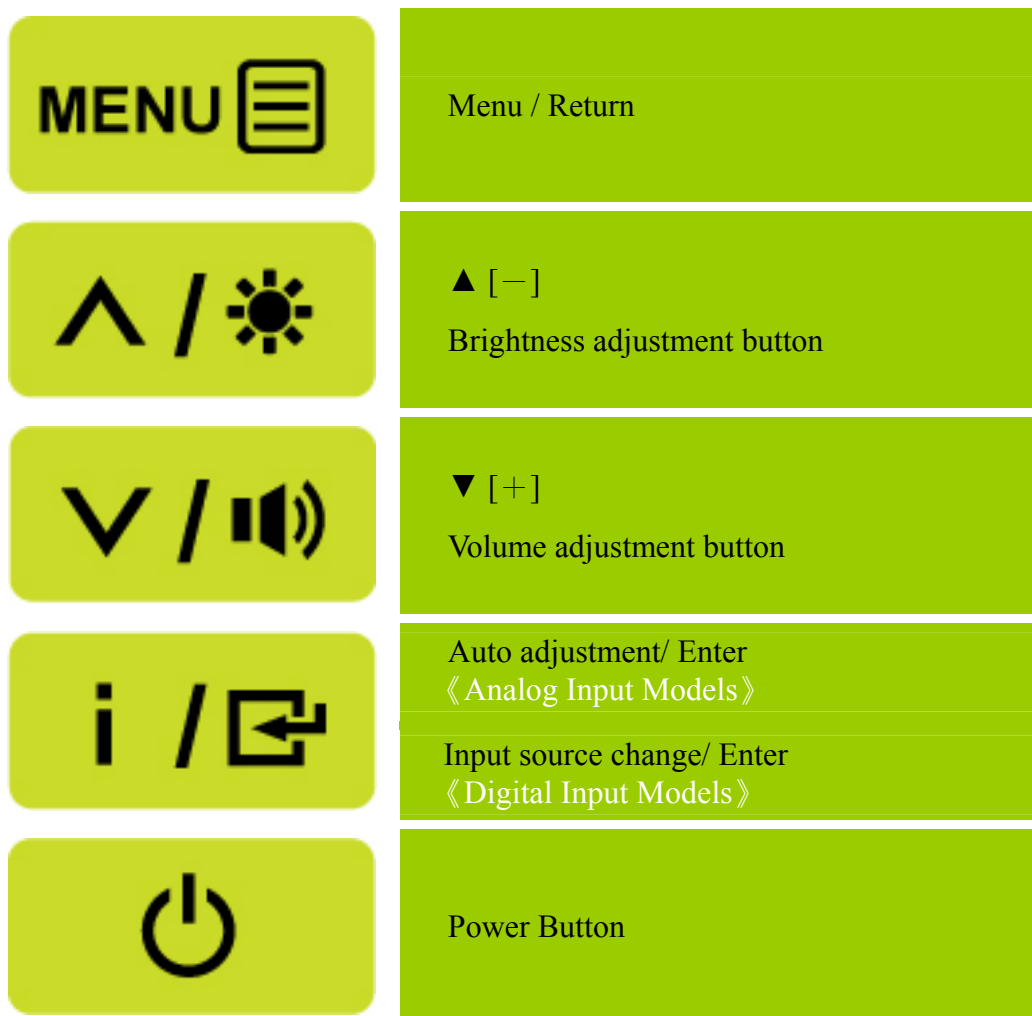 MENU
Menu / Return
/
▲ [－]
Brightness adjustment button
/
▼ [＋]
Volume adjustment button
i /
Auto adjustment/ Enter
《Analog Input Models》
Input source change/ Enter
《Digital Input Models》
Power Button